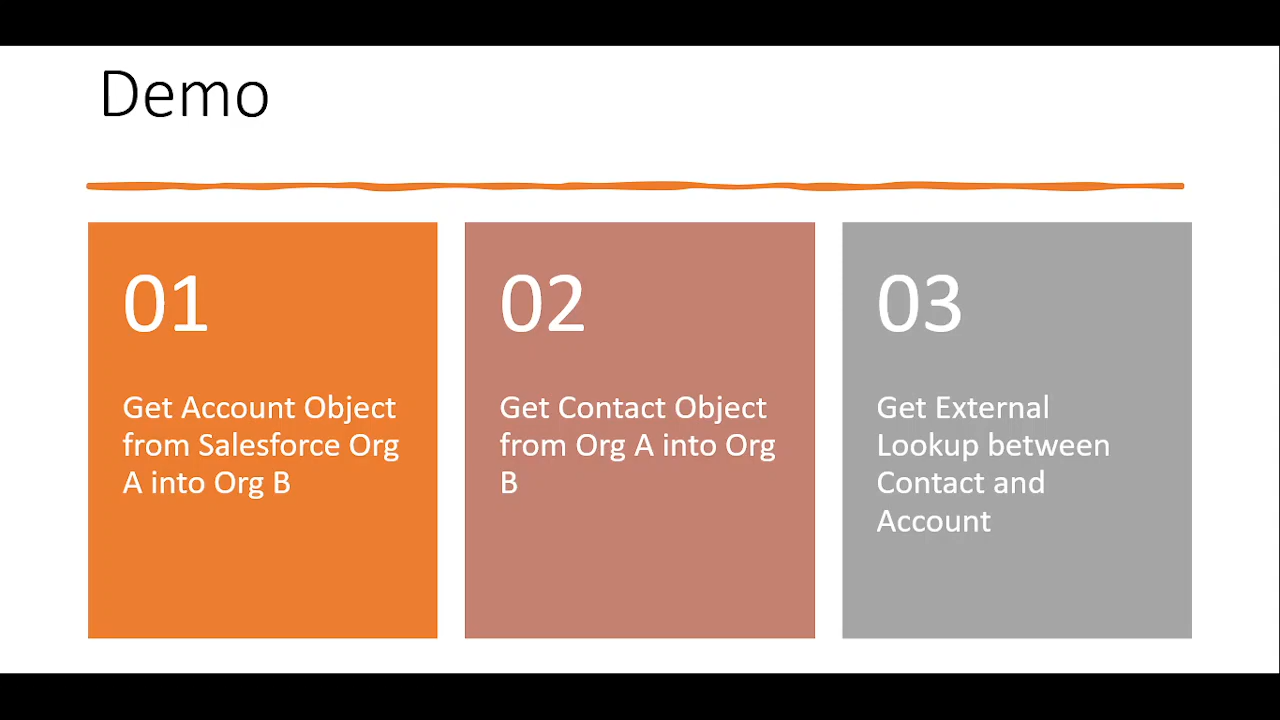 Demo
01
Get Account Object
from Salesforce Org
A into Org B
02
Get Contact Object
from Org A into Org
B
03
Get External
Lookup between
Contact and
Account